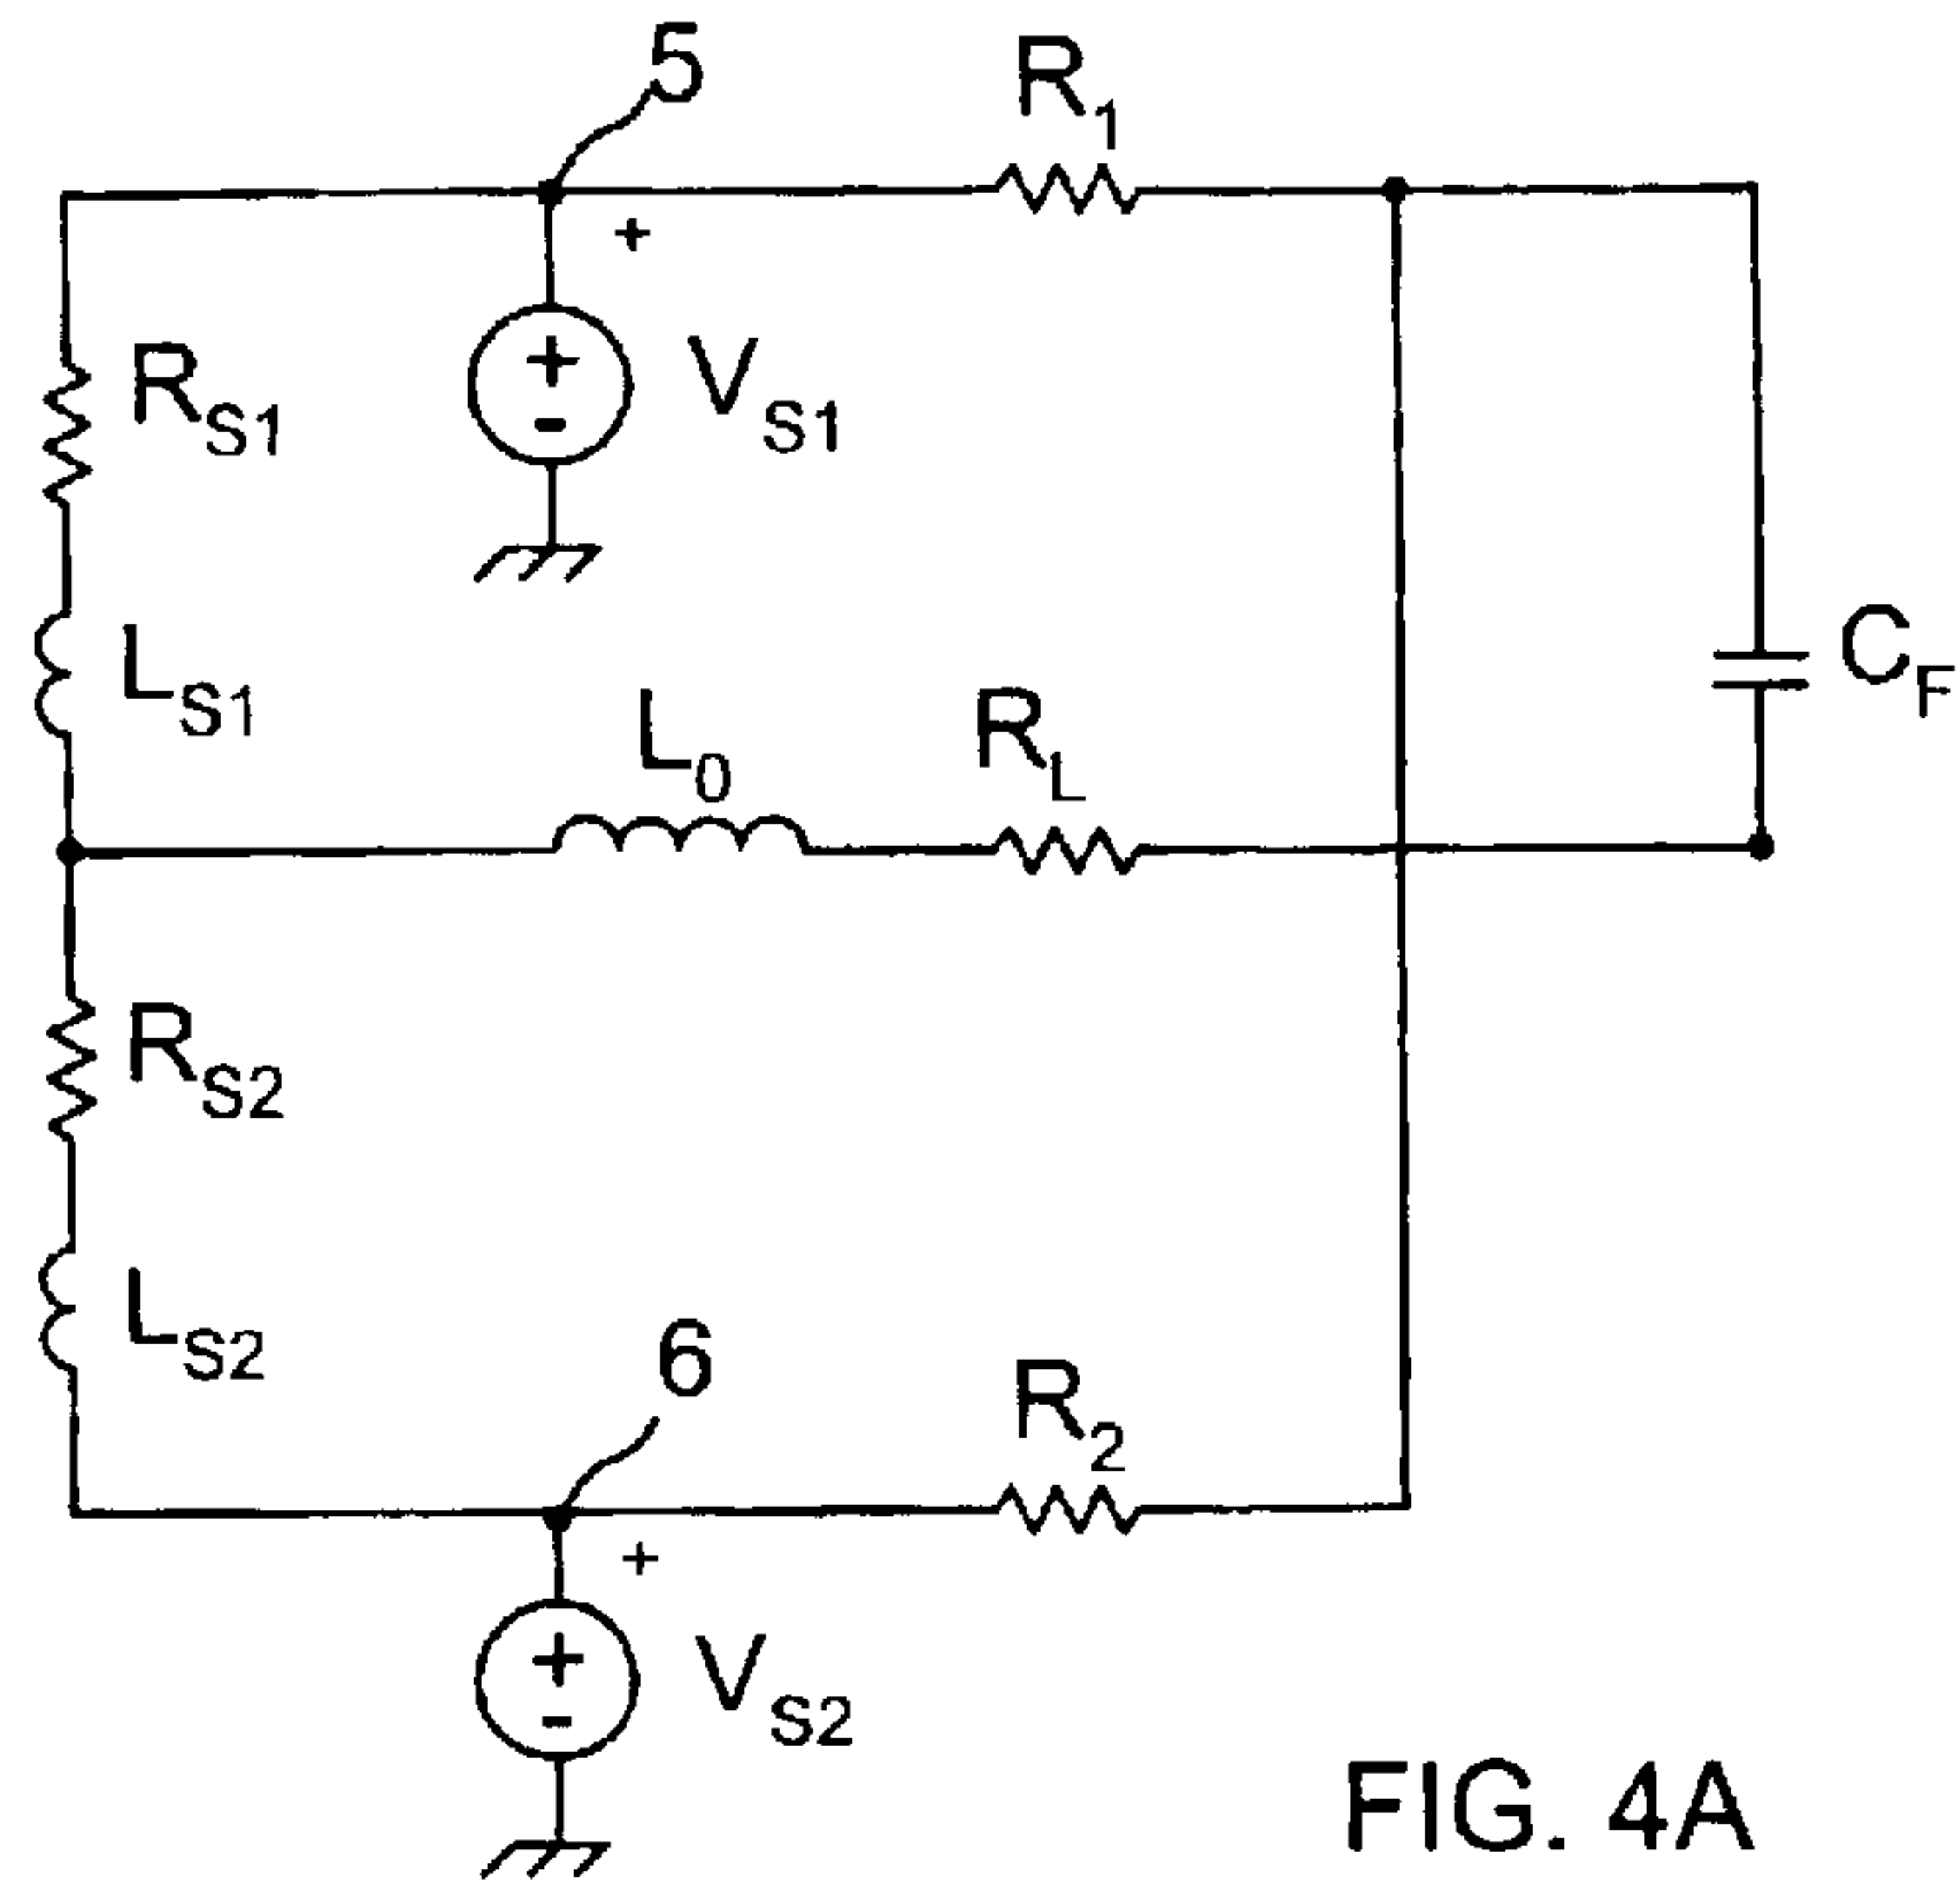 5
R1
+
RS1
+
-
VS1
LS1
L0
RL
CF
RS2
LS2
6
R2
+
+
-
VS2
FIG. 4A